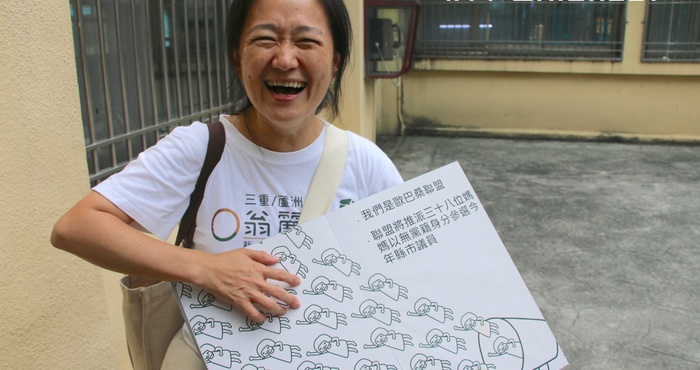 三重/蘆洲
翁麗
．我們是歐巴桑聯盟
．聯盟將推派三十八位媽
媽以無黨籍身分參選今
年縣市議員